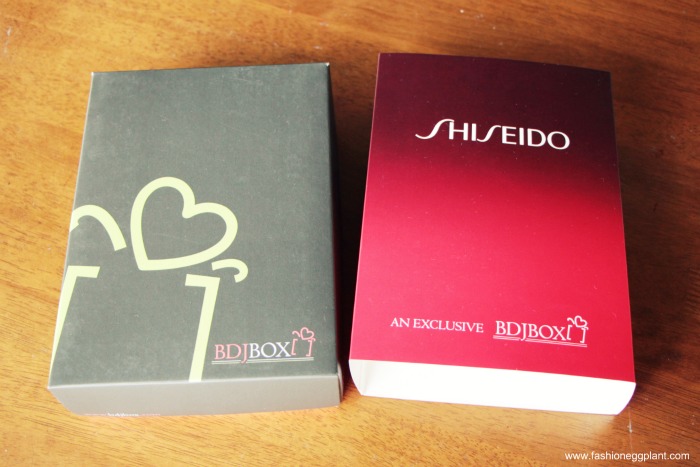 SHISEIDO
AN EXCLUSIVE BDJBOX
BDJBOX
www.fashioneggplant.com